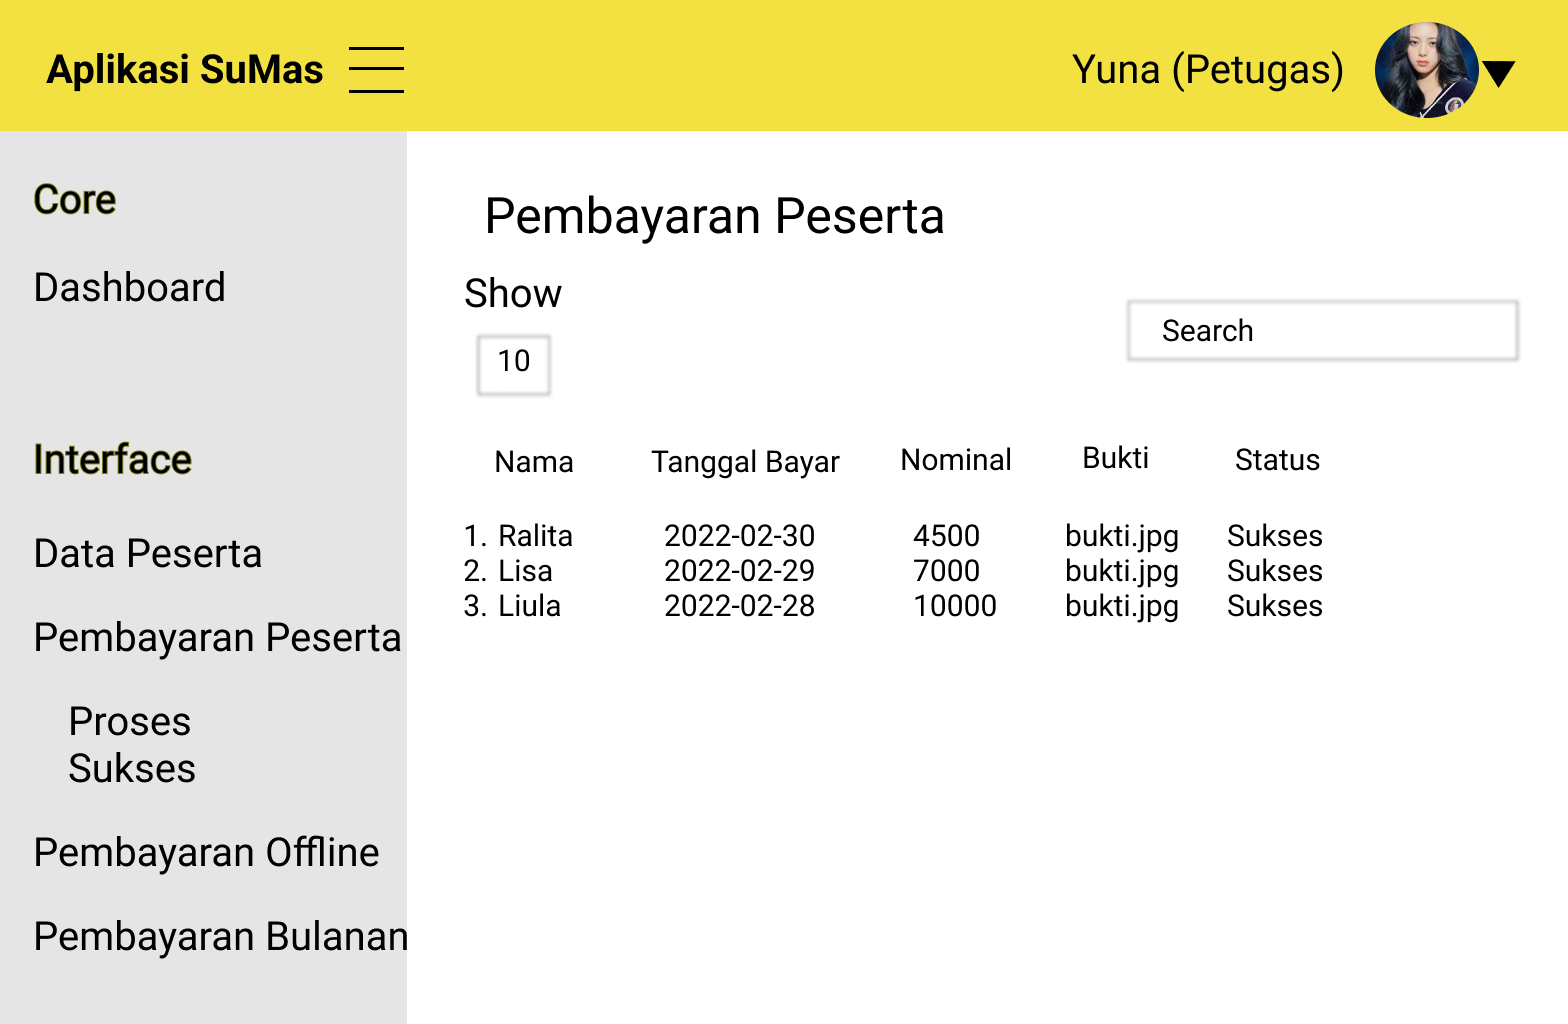 Aplikasi SuMas
Yuna (Petugas)
Core
Dashboard
Interface
Data Peserta
Pembayaran Peserta
Proses
Sukses
Pembayaran Offline
Pembayaran Bulanan
Pembayaran Peserta
Show
10
Search
Nama Tanggal Bayar Nominal Bukti Status
1. Ralita 2022-02-30 4500 bukti.jpg Sukses
2. Lisa 2022-02-29 7000 bukti.jpg Sukses
3. Liula 2022-02-28 10000 bukti.jpg Sukses